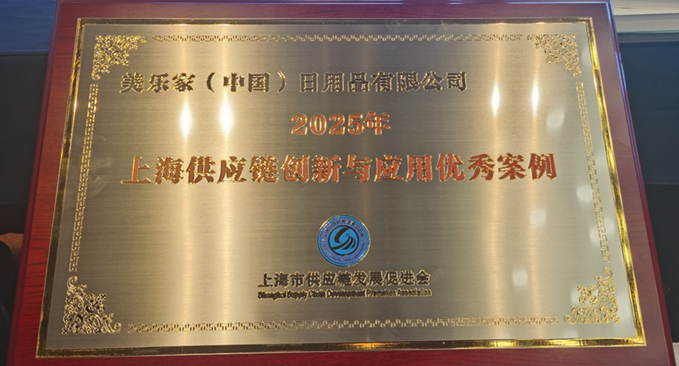 美乐家（中国）日用品有限公司
2025年
上海供应链创新与应用优秀案例
上海市供应链发展促进会
Shanghai Supply Chain Development Promotion Association